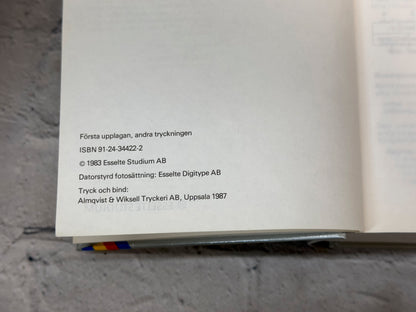 Första upplagan, andra tryckningen
ISBN 91-24-34422-2
© 1983 Esselte Studium AB
Datorstyrd fotosättning: Esselte Digitype AB
Tryck och bind:
Almqvist & Wiksell Tryckeri AB, Uppsala 1987